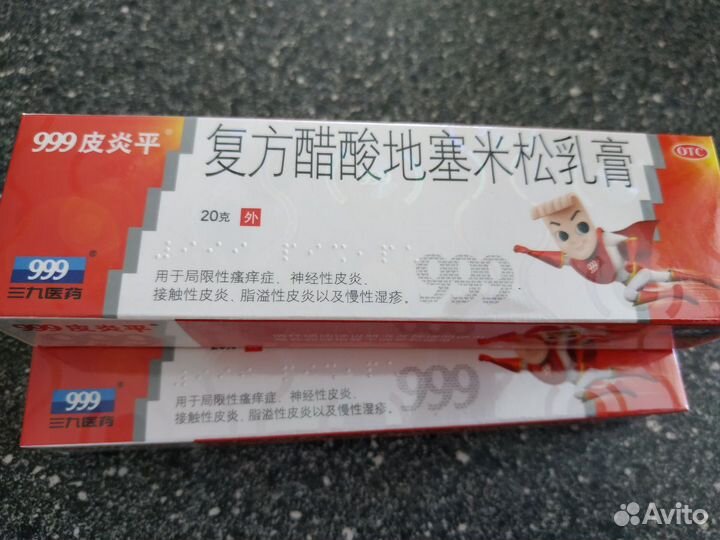 999皮炎平®
复方醋酸地塞米松乳膏
OTC
20克 外
999®
三九医药
用于局限性瘙痒症、神经性皮炎、
接触性皮炎、脂溢性皮炎以及慢性湿疹。
999
999皮炎平
20克 外
999®
三九医药
用于局限性瘙痒症、神经性皮炎、
接触性皮炎、脂溢性皮炎以及慢性湿疹。
999
Avito